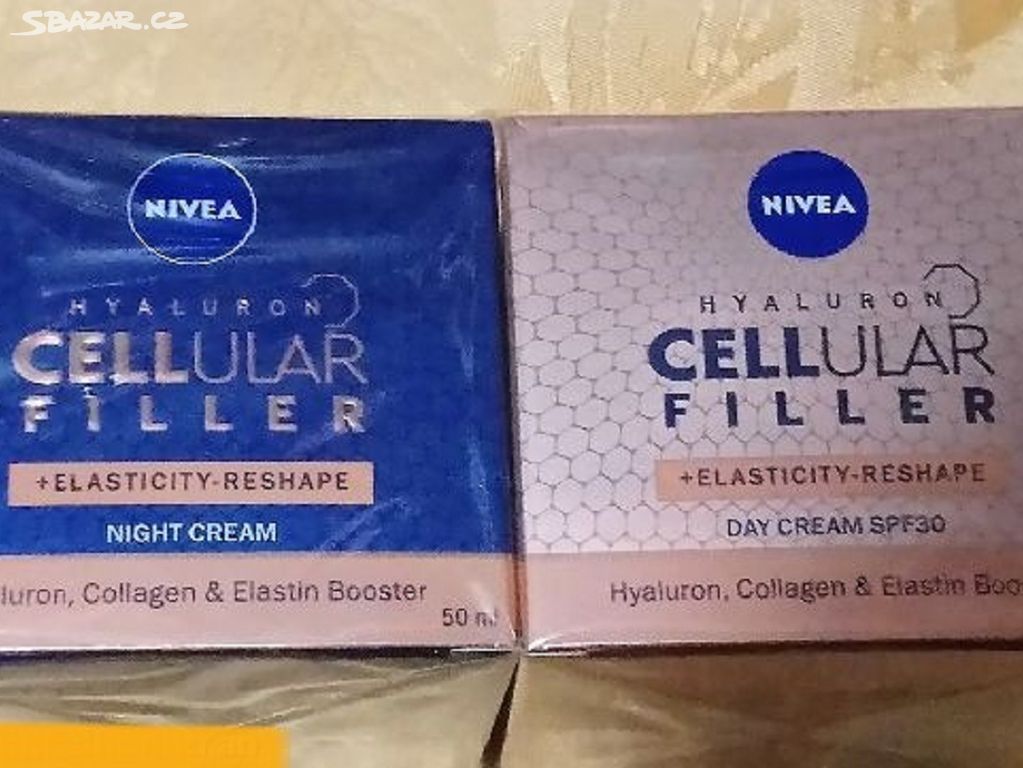 SBAZAR.CZ
NIVEA
HYALURON
CELLULAR
FILLER
+ELASTICITY-RESHAPE
NIGHT CREAM
Collagen & Elastin Booster
50 ml
NIVEA
HYALURON
CELLULAR
FILLER
+ELASTICITY-RESHAPE
DAY CREAM SPF30
Hyaluron, Collagen & Elastin